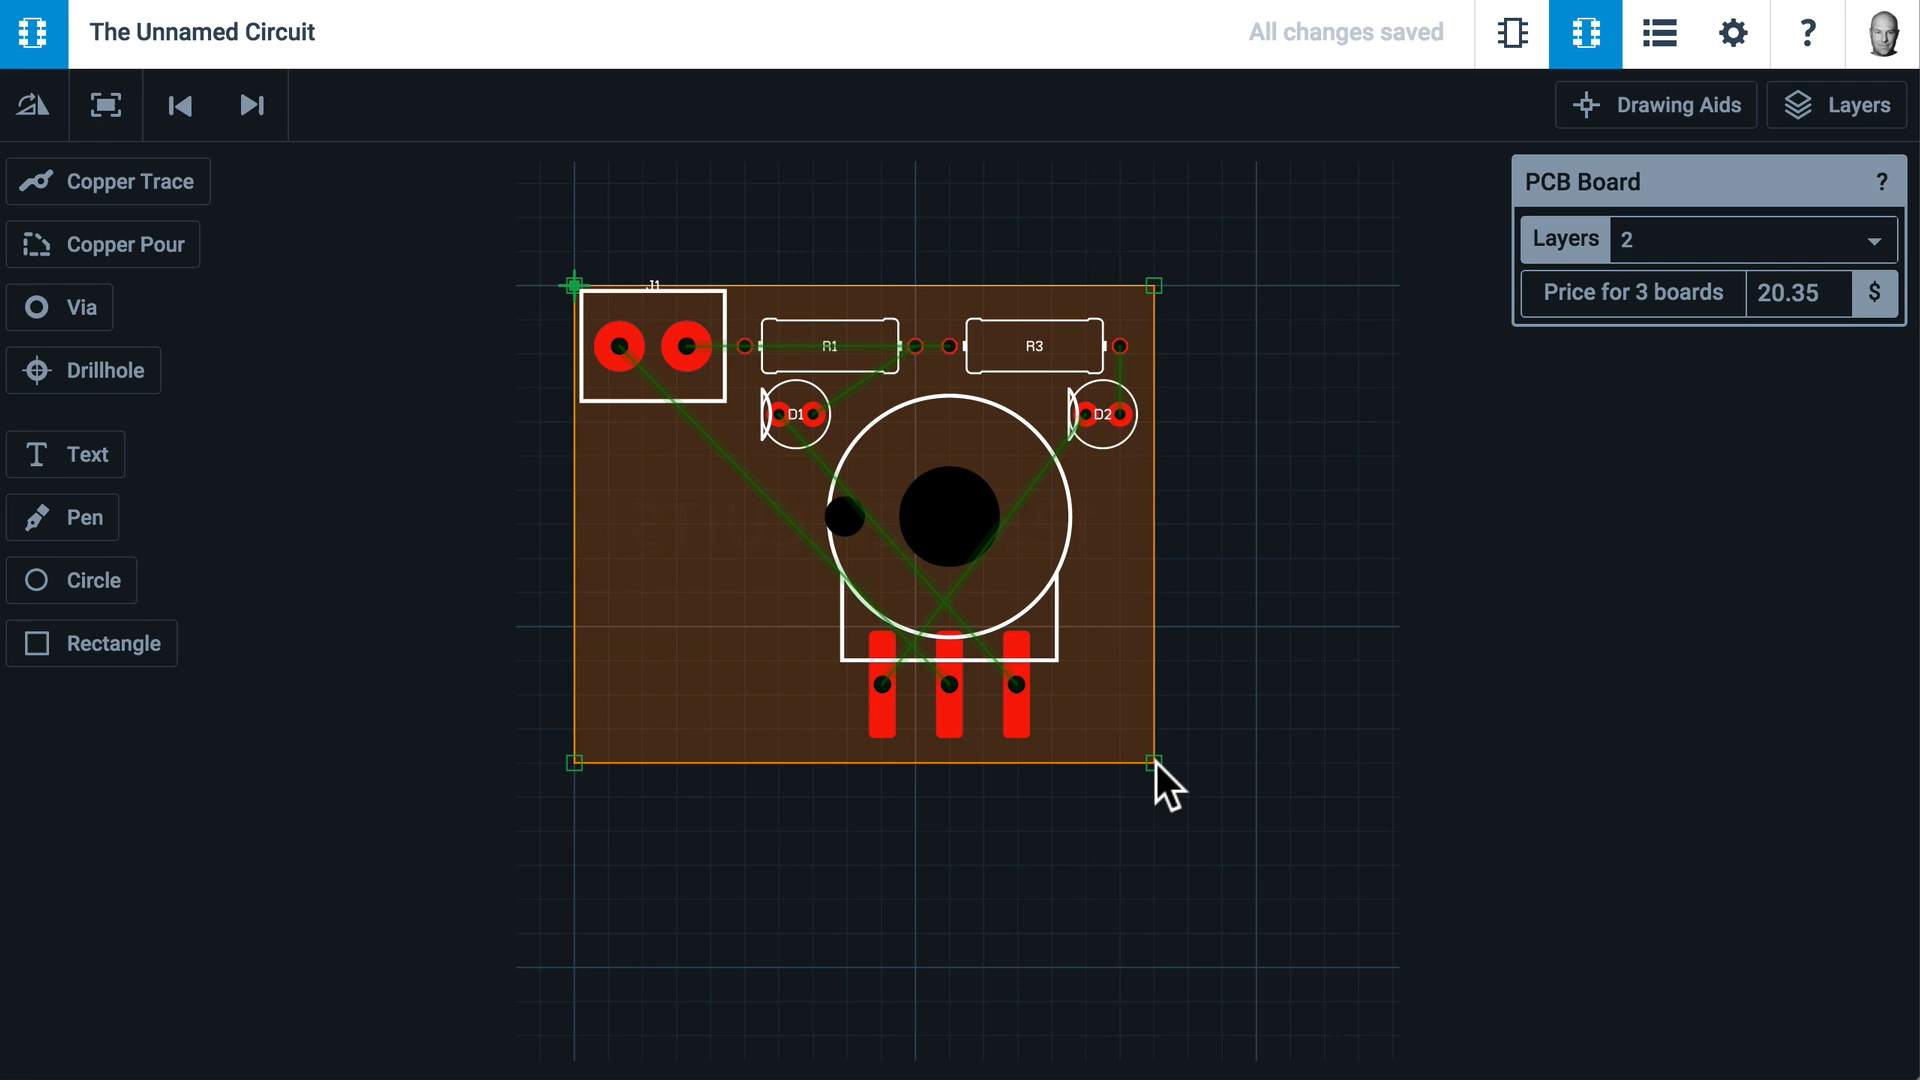 The Unnamed Circuit
All changes saved
?
Drawing Aids
Layers
Copper Trace
Copper Pour
Via
Drillhole
Text
Pen
Circle
Rectangle
PCB Board ?
Layers 2
Price for 3 boards 20.35 $
J1
R1
R3
D1
D2